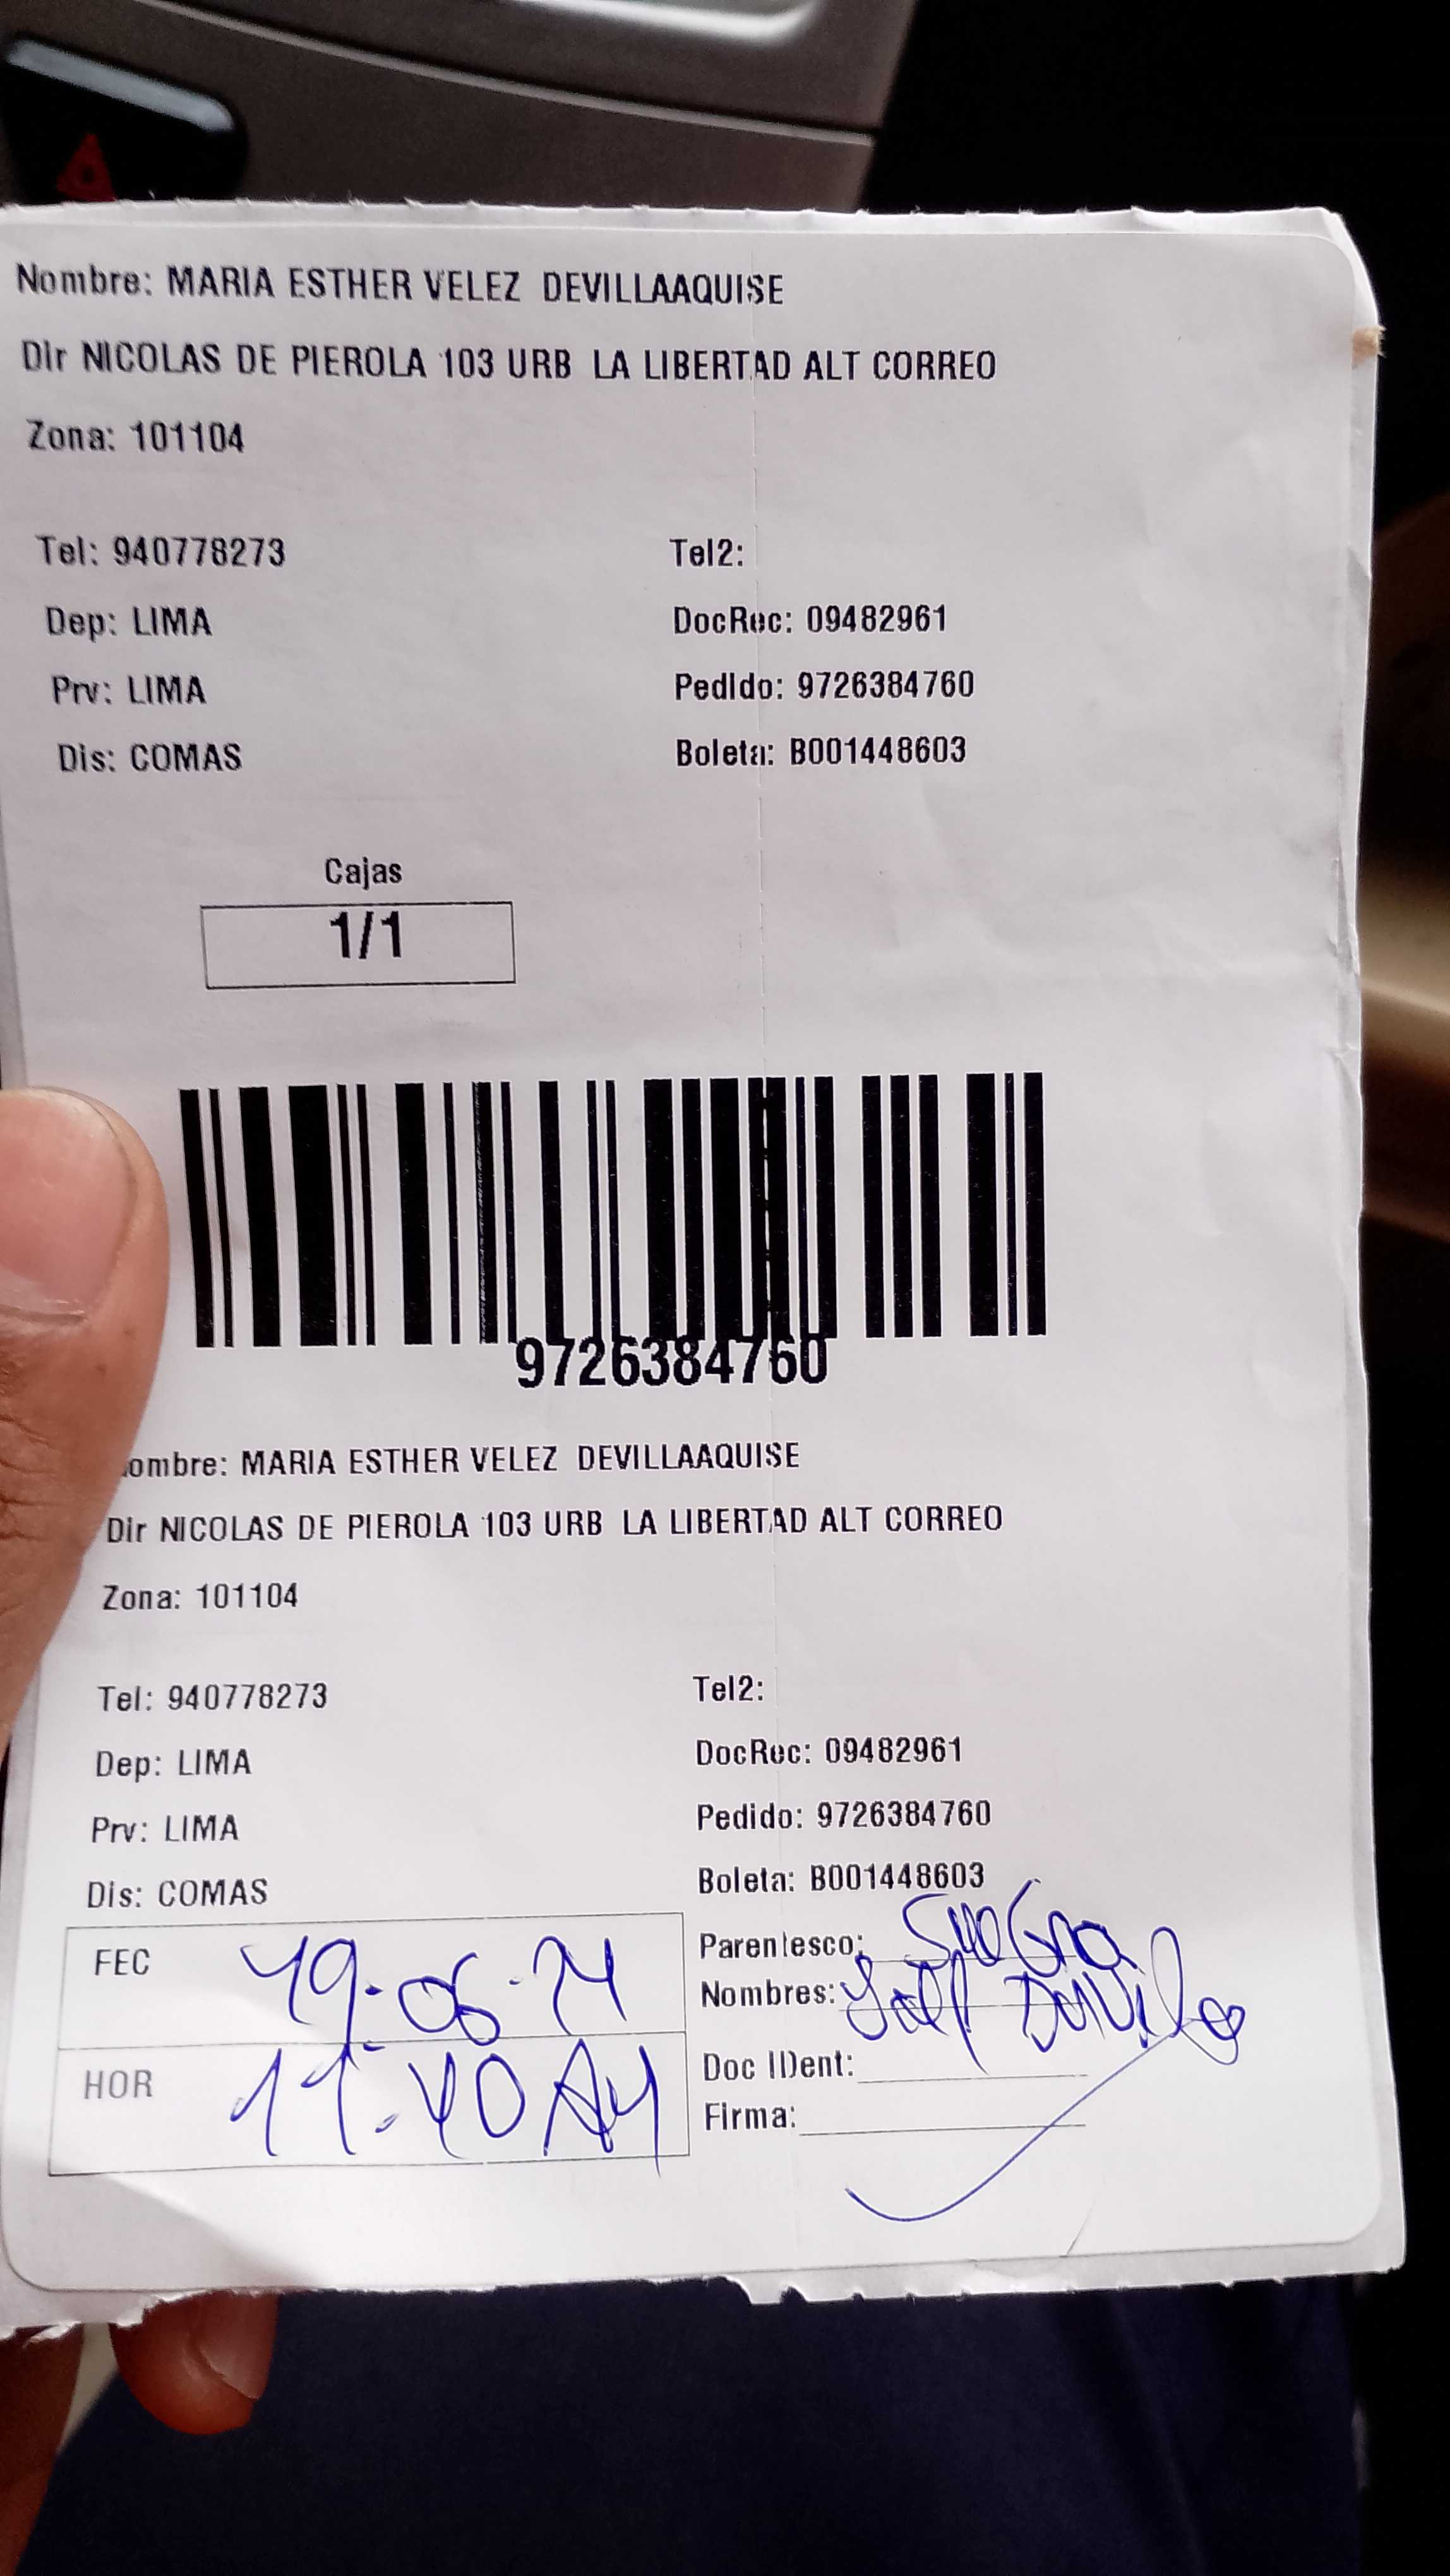 Nombre: MARIA ESTHER VELEZ DEVILLAAQUISE
Dir NICOLAS DE PIEROLA 103 URB LA LIBERTAD ALT CORREO
Zona: 101104
Tel: 940778273 Tel2:
Dep: LIMA DocRec: 09482961
Prv: LIMA Pedido: 9726384760
Dis: COMAS Boleta: B001448603
Cajas
1/1
9726384760
ombre: MARIA ESTHER VELEZ DEVILLAAQUISE
Dir NICOLAS DE PIEROLA 103 URB LA LIBERTAD ALT CORREO
Zona: 101104
Tel: 940778273 Tel2:
Dep: LIMA DocRec: 09482961
Prv: LIMA Pedido: 9726384760
Dis: COMAS Boleta: B001448603
FEC 19-06-24 Parentesco: Suegra
Nombres:
HOR 11:40 AM Doc IDent:
Firma: